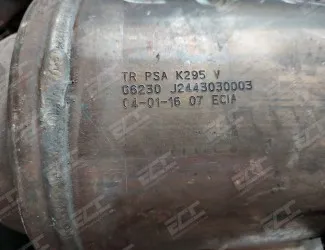 TR PSA K295 V
G6230 J2443030003
04-01-16 07 ECIA